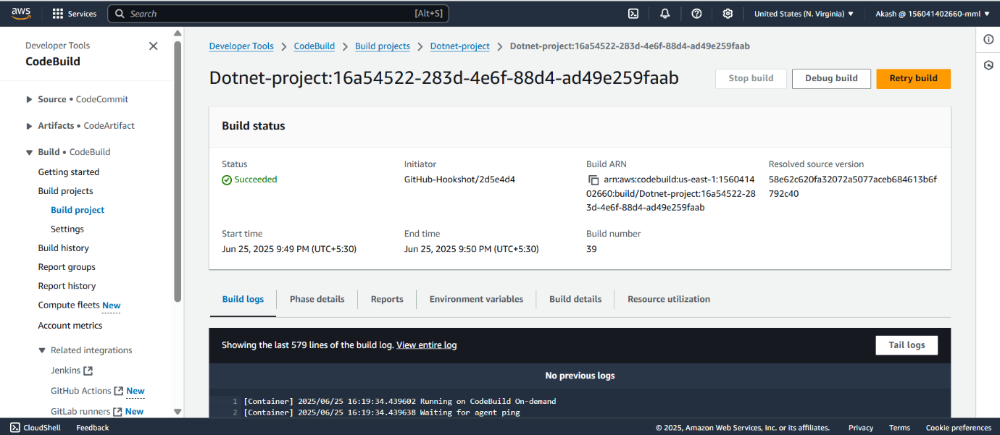 aws
Services
Search
[Alt+S]
United States (N. Virginia)
Akash @ 156041402660-mml
Developer Tools
CodeBuild
Source • CodeCommit
Artifacts • CodeArtifact
Build • CodeBuild
Getting started
Build projects
Build project
Settings
Build history
Report groups
Report history
Compute fleets New
Account metrics
Related integrations
Jenkins
GitHub Actions New
GitLab runners New
Developer Tools > CodeBuild > Build projects > Dotnet-project > Dotnet-project:16a54522-283d-4e6f-88d4-ad49e259faab
Dotnet-project:16a54522-283d-4e6f-88d4-ad49e259faab
Stop build
Debug build
Retry build
Build status
Status
Succeeded
Initiator
GitHub-Hookshot/2d5e4d4
Build ARN
arn:aws:codebuild:us-east-1:1560414
02660:build/Dotnet-project:16a54522-28
3d-4e6f-88d4-ad49e259faab
Resolved source version
58e62c620fa32072a5077aceb684613b6f
792c40
Start time
Jun 25, 2025 9:49 PM (UTC+5:30)
End time
Jun 25, 2025 9:50 PM (UTC+5:30)
Build number
39
Build logs
Phase details
Reports
Environment variables
Build details
Resource utilization
Showing the last 579 lines of the build log. View entire log
Tail logs
No previous logs
1 [Container] 2025/06/25 16:19:34.439602 Running on CodeBuild On-demand
2 [Container] 2025/06/25 16:19:34.439638 Waiting for agent ping
CloudShell
Feedback
© 2025, Amazon Web Services, Inc. or its affiliates.
Privacy
Terms
Cookie preferences